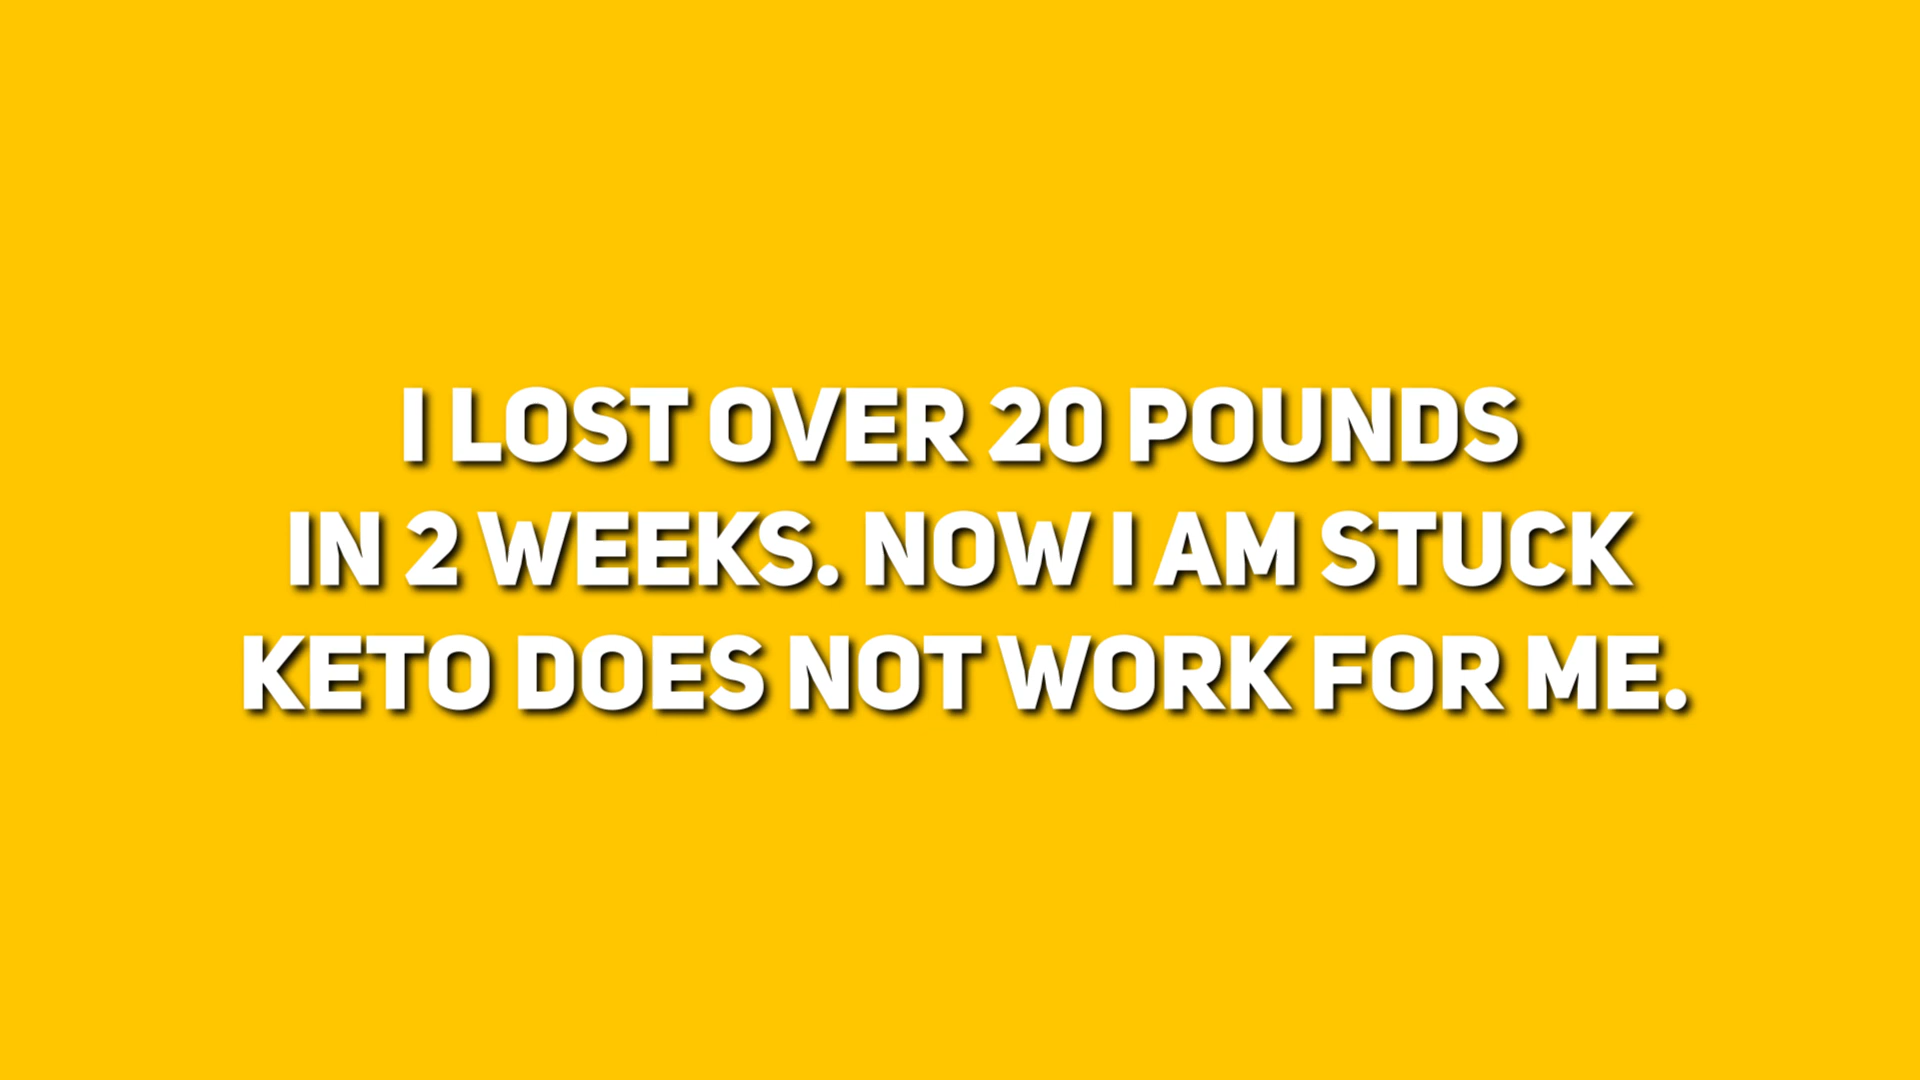 I LOST OVER 20 POUNDS
IN 2 WEEKS. NOW I AM STUCK
KETO DOES NOT WORK FOR ME.